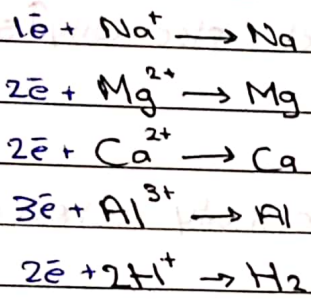 1ē + Na⁺ → Na
2ē + Mg²⁺ → Mg
2ē + Ca²⁺ → Ca
3ē + Al³⁺ → Al
2ē + 2H⁺ → H₂